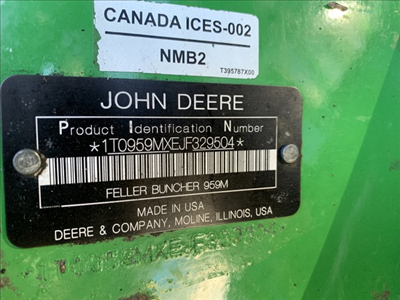 CANADA ICES-002
NMB2
T395787X00
JOHN DEERE
Product Identification Number
*1T0959MXEJF329504*
FELLER BUNCHER 959M
MADE IN USA
DEERE & COMPANY, MOLINE, ILLINOIS, USA